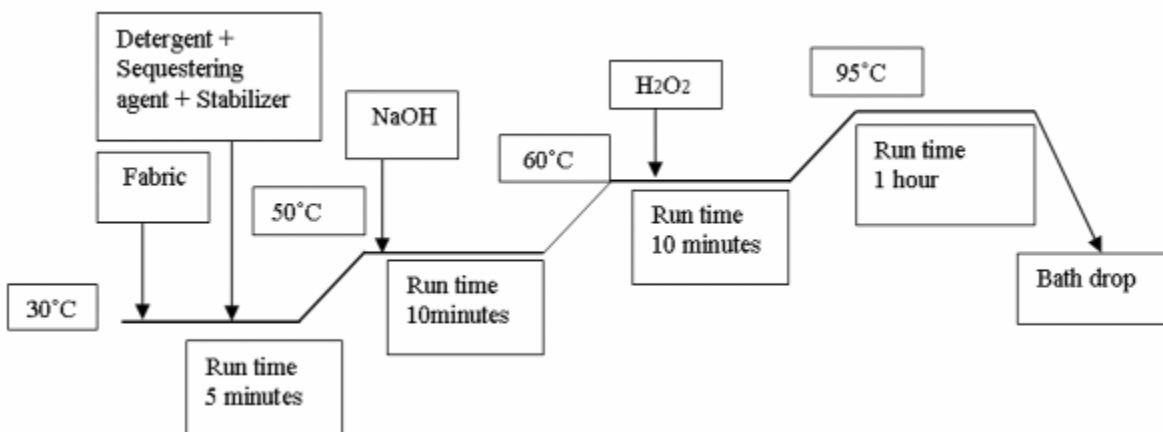 Detergent +
Sequestering
agent + Stabilizer
Fabric
30˚C
Run time
5 minutes
50˚C
NaOH
Run time
10minutes
60˚C
H2O2
Run time
10 minutes
95˚C
Run time
1 hour
Bath drop